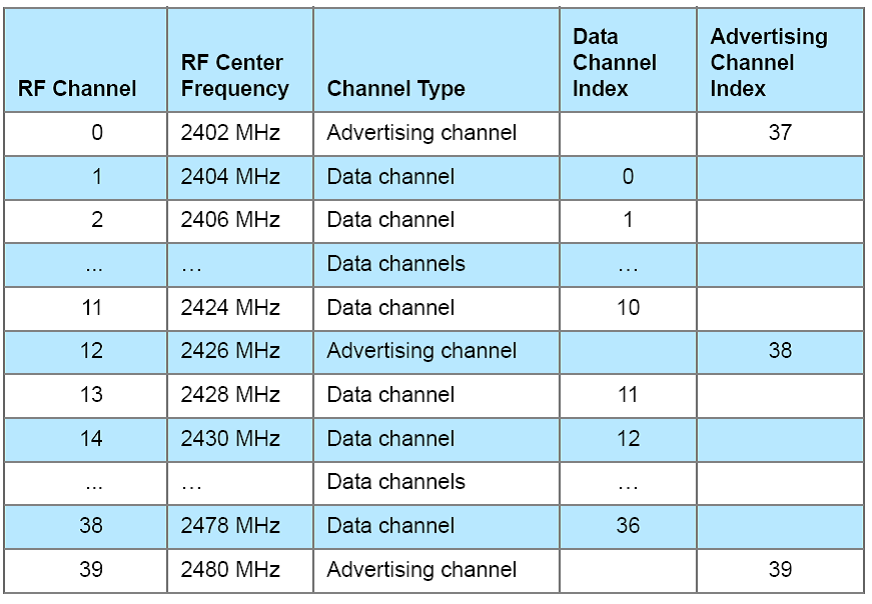 RF Channel RF Center Frequency Channel Type Data Channel Index Advertising Channel Index
0 2402 MHz Advertising channel 37
1 2404 MHz Data channel 0
2 2406 MHz Data channel 1
... … Data channels …
11 2424 MHz Data channel 10
12 2426 MHz Advertising channel 38
13 2428 MHz Data channel 11
14 2430 MHz Data channel 12
... … Data channels …
38 2478 MHz Data channel 36
39 2480 MHz Advertising channel 39